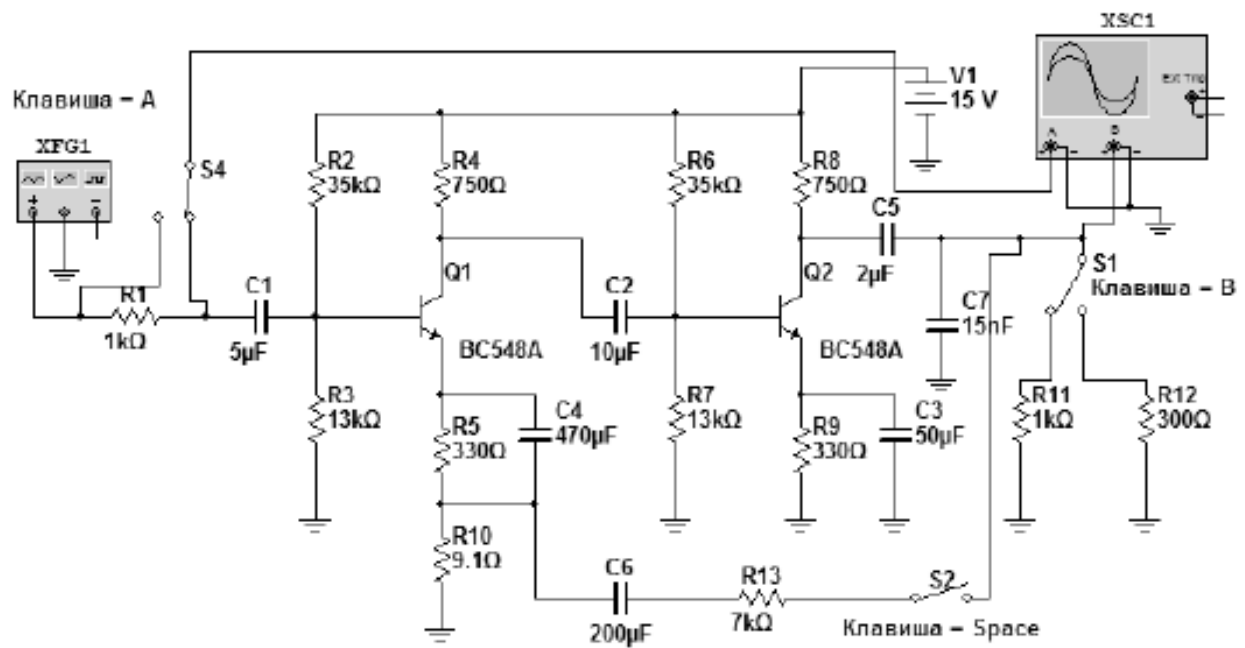 XSC1
Ext Trig
A
B
V1
15 V
Клавиша – A
XFG1
S4
R2
35kΩ
R4
750Ω
R6
35kΩ
R8
750Ω
C5
2µF
R1
1kΩ
C1
5µF
Q1
BC548A
C2
10µF
Q2
BC548A
C7
15nF
S1
Клавиша – B
R3
13kΩ
R5
330Ω
C4
470µF
R7
13kΩ
R9
330Ω
C3
50µF
R11
1kΩ
R12
300Ω
R10
9.1Ω
C6
200µF
R13
7kΩ
S2
Клавиша – Space